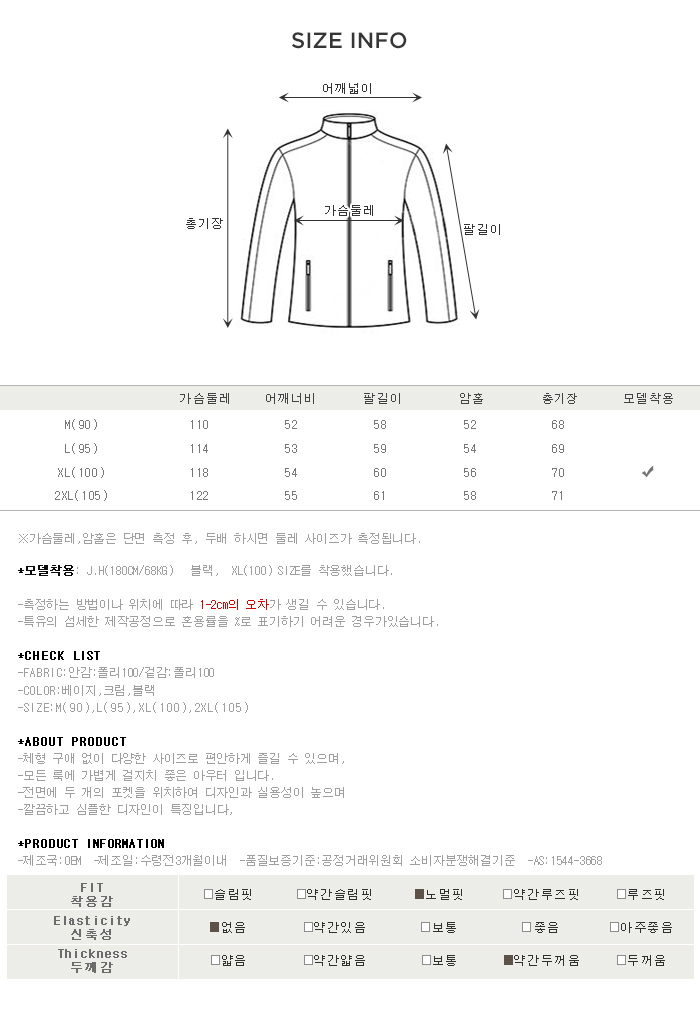 SIZE INFO
어깨넓이
총기장
가슴둘레
팔길이
가슴둘레 어깨너비 팔길이 암홀 총기장 모델착용
M(90) 110 52 58 52 68
L(95) 114 53 59 54 69
XL(100) 118 54 60 56 70 ✔
2XL(105) 122 55 61 58 71
※가슴둘레,암홀은 단면 측정 후, 두배 하시면 둘레 사이즈가 측정됩니다.
*모델착용: J.H(180CM/68KG) 블랙, XL(100)SIZE를 착용했습니다.
-측정하는 방법이나 위치에 따라 1-2cm의 오차가 생길 수 있습니다.
-특유의 섬세한 제작공정으로 혼용률을 %로 표기하기 어려운 경우가있습니다.
*CHECK LIST
-FABRIC:안감:폴리100/겉감:폴리100
-COLOR:베이지,크림,블랙
-SIZE:M(90),L(95),XL(100),2XL(105)
*ABOUT PRODUCT
-체형 구애 없이 다양한 사이즈로 편안하게 즐길 수 있으며,
-모든 룩에 가볍게 걸지치 좋은 아우터 입니다.
-전면에 두 개의 포켓을 위치하여 디자인과 실용성이 높으며
-깔끔하고 심플한 디자인이 특징입니다,
*PRODUCT INFORMATION
-제조국:OEM -제조일:수령전3개월이내 -품질보증기준:공정거래위원회 소비자분쟁해결기준 -AS:1544-3668
FIT
착용감
□슬림핏 □약간슬림핏 ■노멀핏 □약간루즈핏 □루즈핏
Elasticity
신축성
■없음 □약간있음 □보통 □좋음 □아주좋음
Thickness
두께감
□얇음 □약간얇음 □보통 ■약간두꺼움 □두꺼움